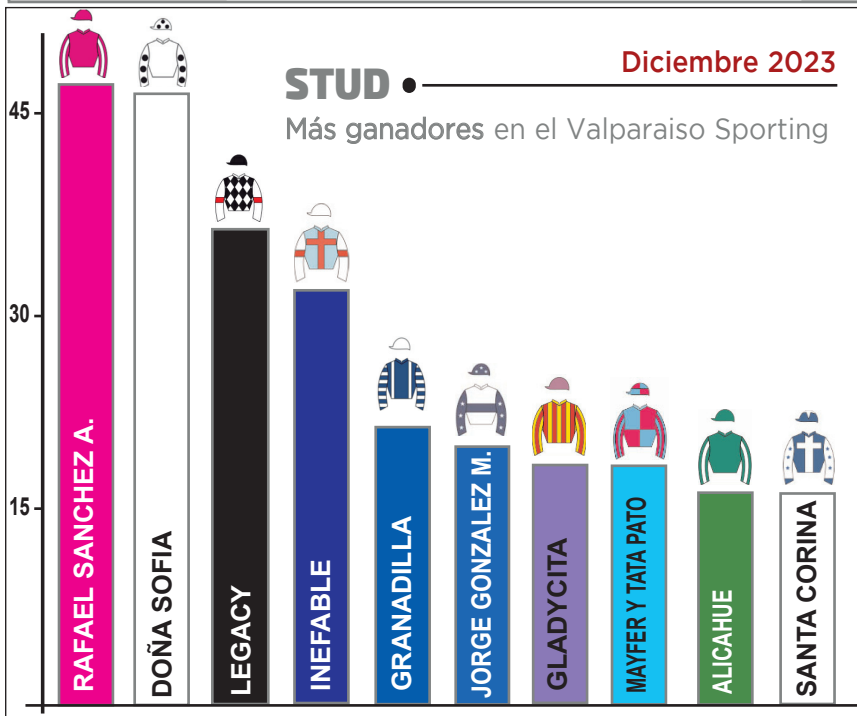 Diciembre 2023
STUD
Más ganadores en el Valparaiso Sporting
45
30
15
RAFAEL SANCHEZ A.
DOÑA SOFIA
LEGACY
INEFABLE
GRANADILLA
JORGE GONZALEZ M.
GLADYCITA
MAYFER Y TATA PATO
ALICAHUE
SANTA CORINA